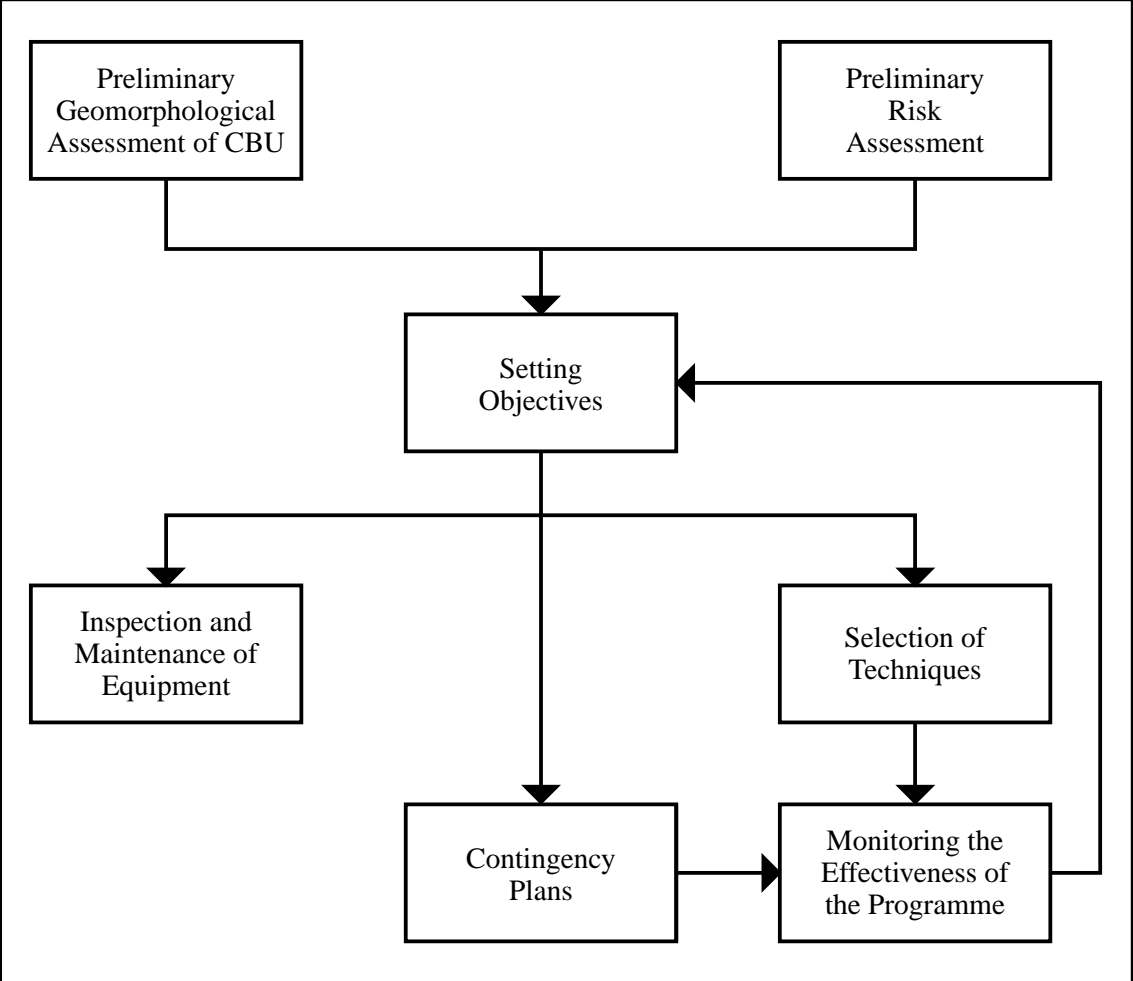 Preliminary
Geomorphological
Assessment of CBU
Preliminary
Risk
Assessment
Setting
Objectives
Inspection and
Maintenance of
Equipment
Selection of
Techniques
Contingency
Plans
Monitoring the
Effectiveness of
the Programme